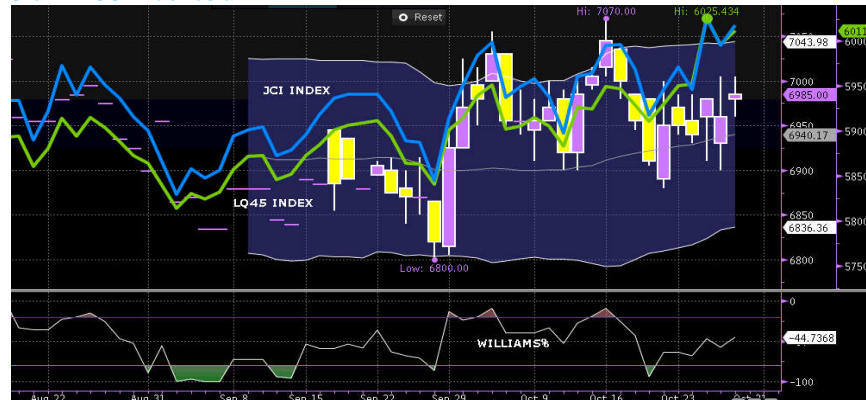 Reset
Hi: 7070.00
Hi: 6025.434
7043.98
6011
6000
JCI INDEX
7000
6985.00
5950
6950
6940.17
5900
6900
LQ45 INDEX
5850
6850
6836.36
5800
6800
Low: 6800.00
5750
0
WILLIAMS%
-44.7368
-100
Aug 22
Aug 31
Sep 8
Sep 15
Sep 22
Sep 29
Oct 9
Oct 16
Oct 23